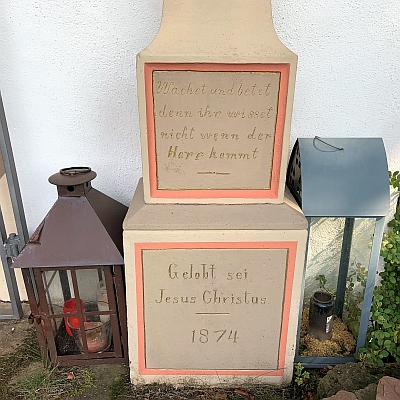 Wachet und betet
denn ihr wisset
nicht wenn der
Herr kommt
Gelobt sei
Jesus Christus
1874